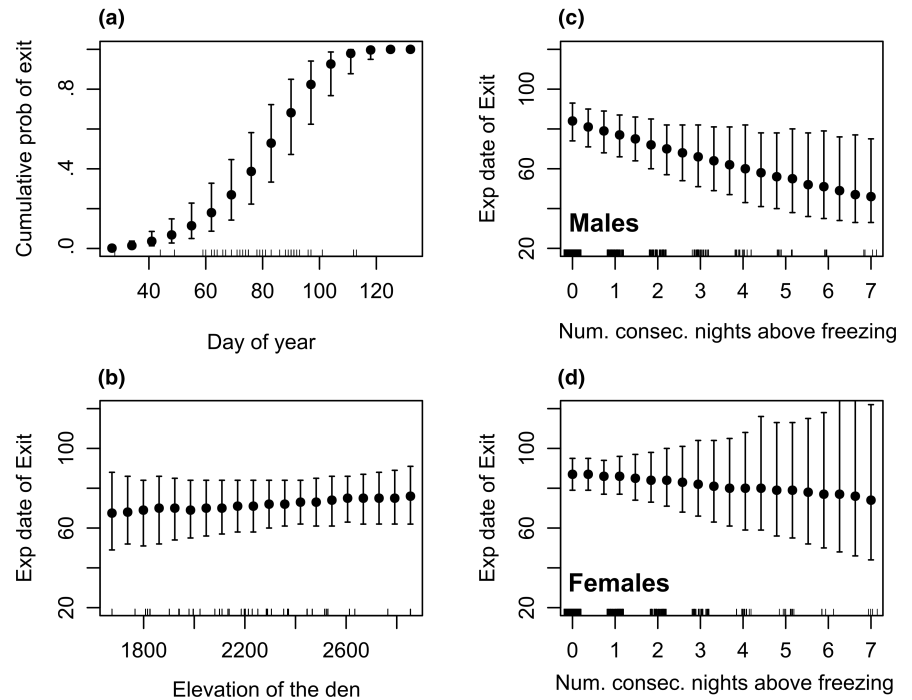 (a)
Cumulative prob of exit
.0 .4 .8
40 60 80 100 120
Day of year
(b)
Exp date of Exit
20 60 100
1800 2200 2600
Elevation of the den
(c)
Exp date of Exit
20 60 100
Males
0 1 2 3 4 5 6 7
Num. consec. nights above freezing
(d)
Exp date of Exit
20 60 100
Females
0 1 2 3 4 5 6 7
Num. consec. nights above freezing